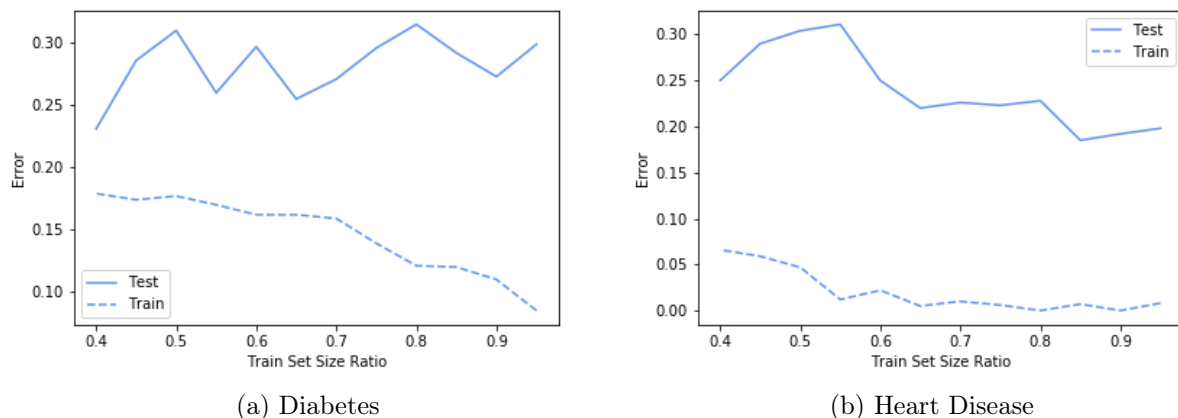 0.30
0.25
0.20
0.15
0.10
Error
Test
Train
0.4 0.5 0.6 0.7 0.8 0.9
Train Set Size Ratio
(a) Diabetes
0.30
0.25
0.20
0.15
0.10
0.05
0.00
Error
Test
Train
0.4 0.5 0.6 0.7 0.8 0.9
Train Set Size Ratio
(b) Heart Disease